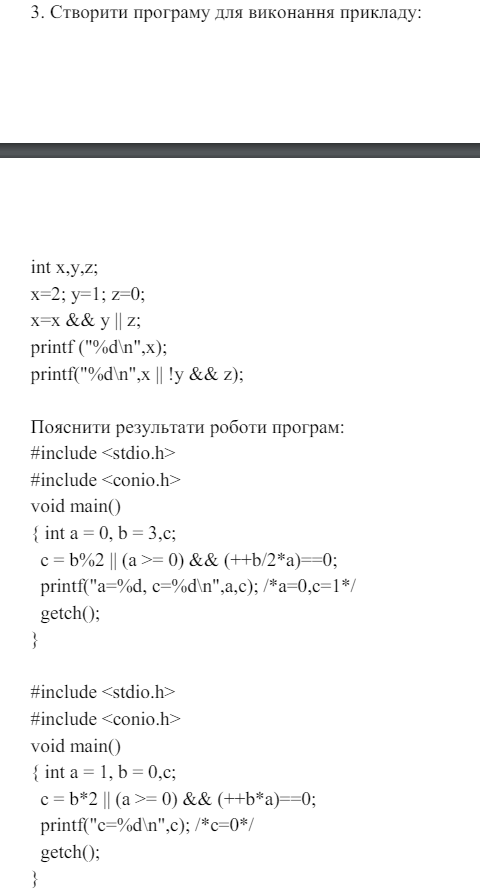 3. Створити програму для виконання прикладу:
int x,y,z;
x=2; y=1; z=0;
x=x && y || z;
printf ("%d\n",x);
printf("%d\n",x || !y && z);
Пояснити результати роботи програм:
#include <stdio.h>
#include <conio.h>
void main()
{ int a = 0, b = 3,c;
c = b%2 || (a >= 0) && (++b/2*a)==0;
printf("a=%d, c=%d\n",a,c); /*a=0,c=1*/
getch();
}
#include <stdio.h>
#include <conio.h>
void main()
{ int a = 1, b = 0,c;
c = b*2 || (a >= 0) && (++b*a)==0;
printf("c=%d\n",c); /*c=0*/
getch();
}